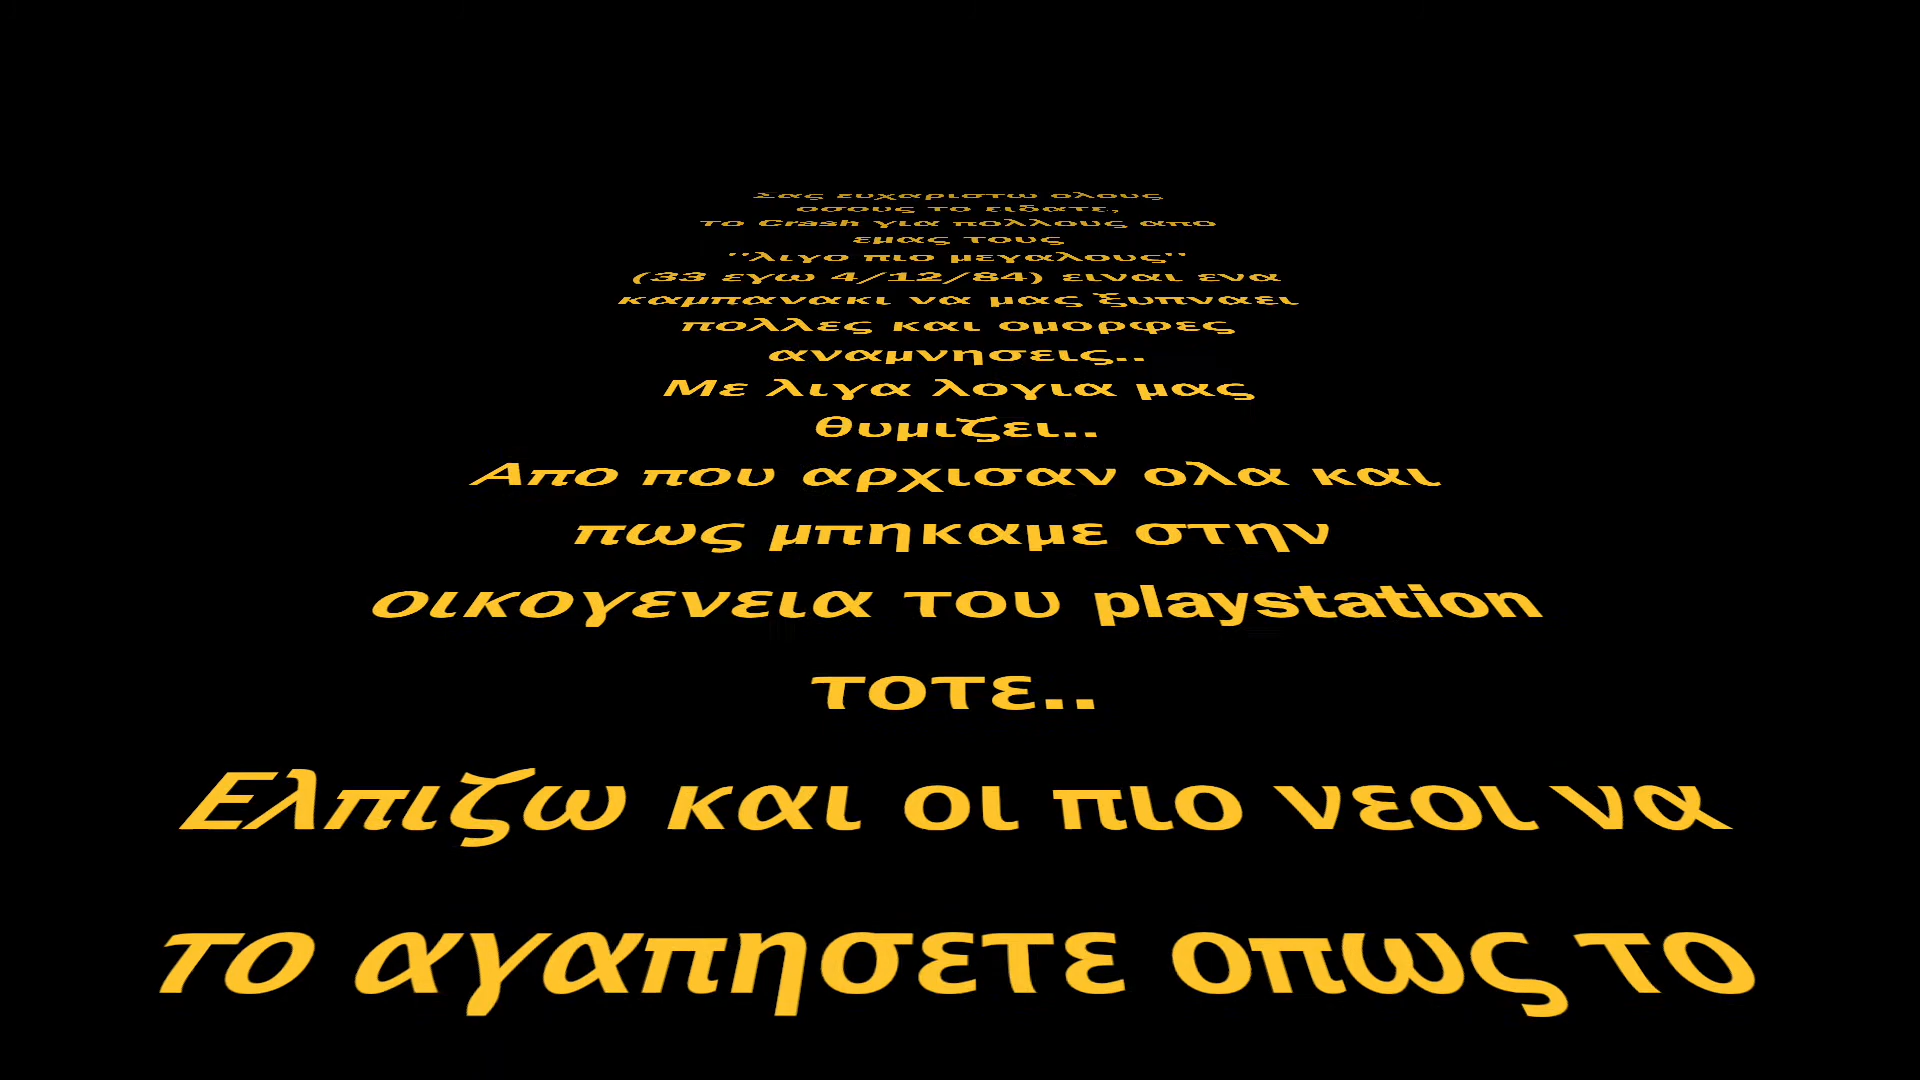 Σας ευχαριστω ολους
οσους το ειδατε,
το Crash για πολλους απο
εμας τους
"λιγο πιο μεγαλους"
(33 εγω 4/12/84) ειναι ενα
καμπανακι να μας ξυπναει
πολλες και ομορφες
αναμνησεις..
Με λιγα λογια μας
θυμιζει..
Απο που αρχισαν ολα και
πως μπηκαμε στην
οικογενεια του playstation
τοτε..
Ελπιζω και οι πιο νεοι να
το αγαπησετε οπως το